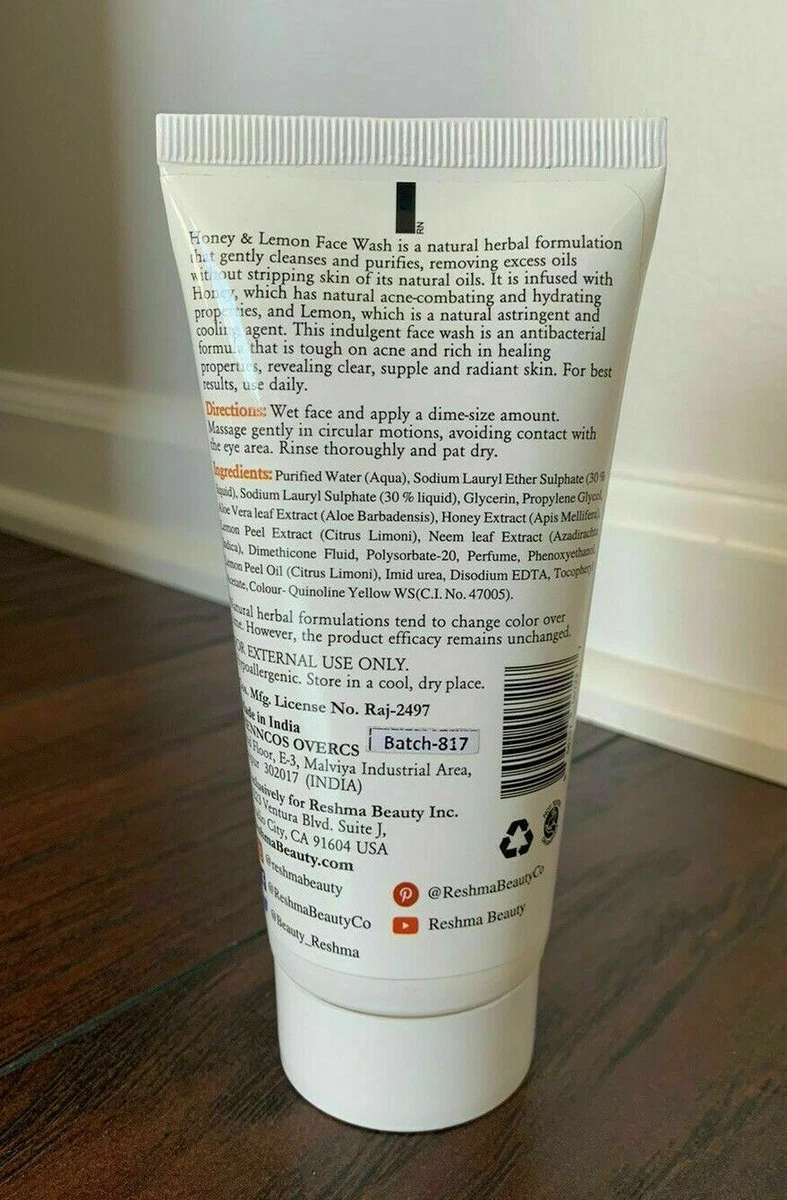 RN
Honey & Lemon Face Wash is a natural herbal formulation
that gently cleanses and purifies, removing excess oils
without stripping skin of its natural oils. It is infused with
Honey, which has natural acne-combating and hydrating
properties, and Lemon, which is a natural astringent and
cooling agent. This indulgent face wash is an antibacterial
formula that is tough on acne and rich in healing
properties, revealing clear, supple and radiant skin. For best
results, use daily.
Directions: Wet face and apply a dime-size amount.
Massage gently in circular motions, avoiding contact with
the eye area. Rinse thoroughly and pat dry.
Ingredients: Purified Water (Aqua), Sodium Lauryl Ether Sulphate (30 %
liquid), Sodium Lauryl Sulphate (30 % liquid), Glycerin, Propylene Glycol,
Aloe Vera leaf Extract (Aloe Barbadensis), Honey Extract (Apis Mellifera),
Lemon Peel Extract (Citrus Limoni), Neem leaf Extract (Azadirachta
Indica), Dimethicone Fluid, Polysorbate-20, Perfume, Phenoxyethanol,
Lemon Peel Oil (Citrus Limoni), Imid urea, Disodium EDTA, Tocopheryl
Acetate, Colour- Quinoline Yellow WS(C.I. No. 47005).
Natural herbal formulations tend to change color over
time. However, the product efficacy remains unchanged.
FOR EXTERNAL USE ONLY.
Hypoallergenic. Store in a cool, dry place.
Mfg. License No. Raj-2497
Made in India
OVERCS
Batch-817
Floor, E-3, Malviya Industrial Area,
302017 (INDIA)
Exclusively for Reshma Beauty Inc.
Ventura Blvd. Suite J,
Studio City, CA 91604 USA
ReshmaBeauty.com
@reshmabeauty
@ReshmaBeautyCo
@ReshmaBeautyCo
Reshma Beauty
@Beauty_Reshma